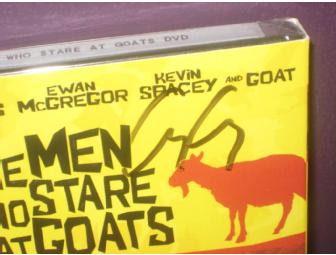 WHO STARE AT GOATS DVD
EWAN McGREGOR
KEVIN SPACEY
AND GOAT
MEN
STARE
GOATS